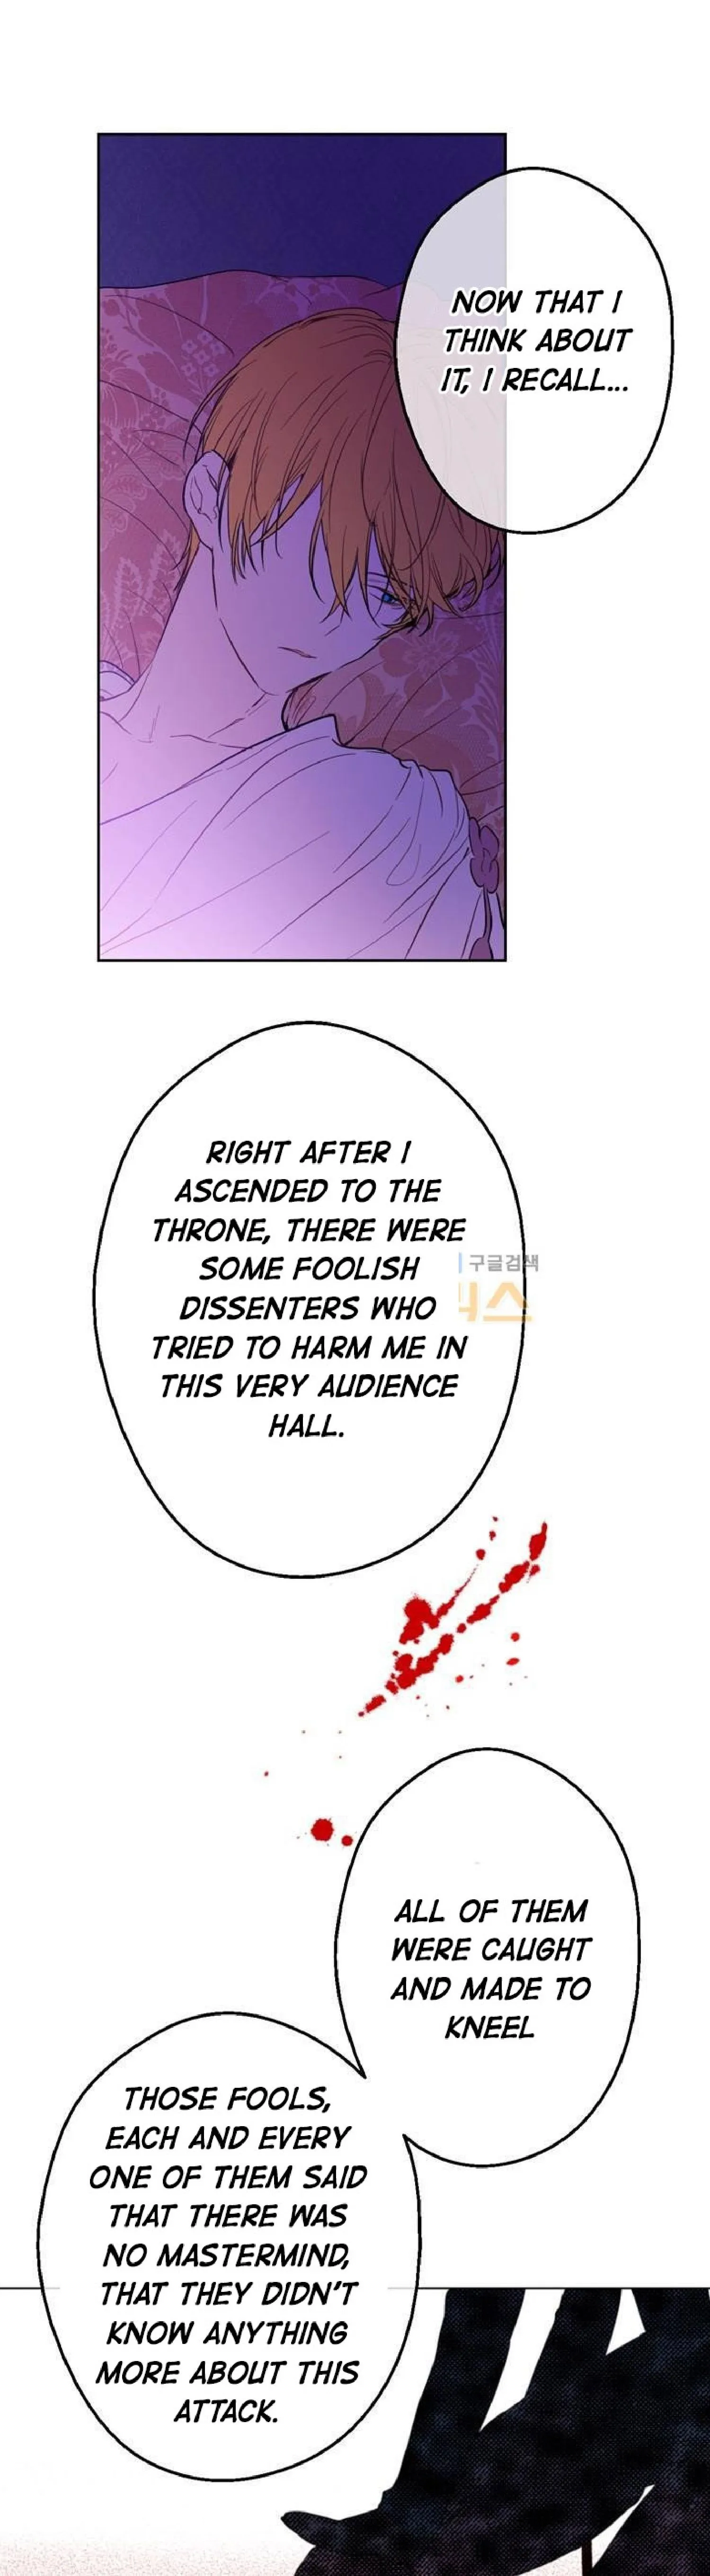 NOW THAT I
THINK ABOUT
IT, I RECALL...
RIGHT AFTER I
ASCENDED TO THE
THRONE, THERE WERE
SOME FOOLISH
DISSENTERS WHO
TRIED TO HARM ME IN
THIS VERY AUDIENCE
HALL.
구글검색
ALL OF THEM
WERE CAUGHT
AND MADE TO
KNEEL
THOSE FOOLS,
EACH AND EVERY
ONE OF THEM SAID
THAT THERE WAS
NO MASTERMIND,
THAT THEY DIDN'T
KNOW ANYTHING
MORE ABOUT THIS
ATTACK.